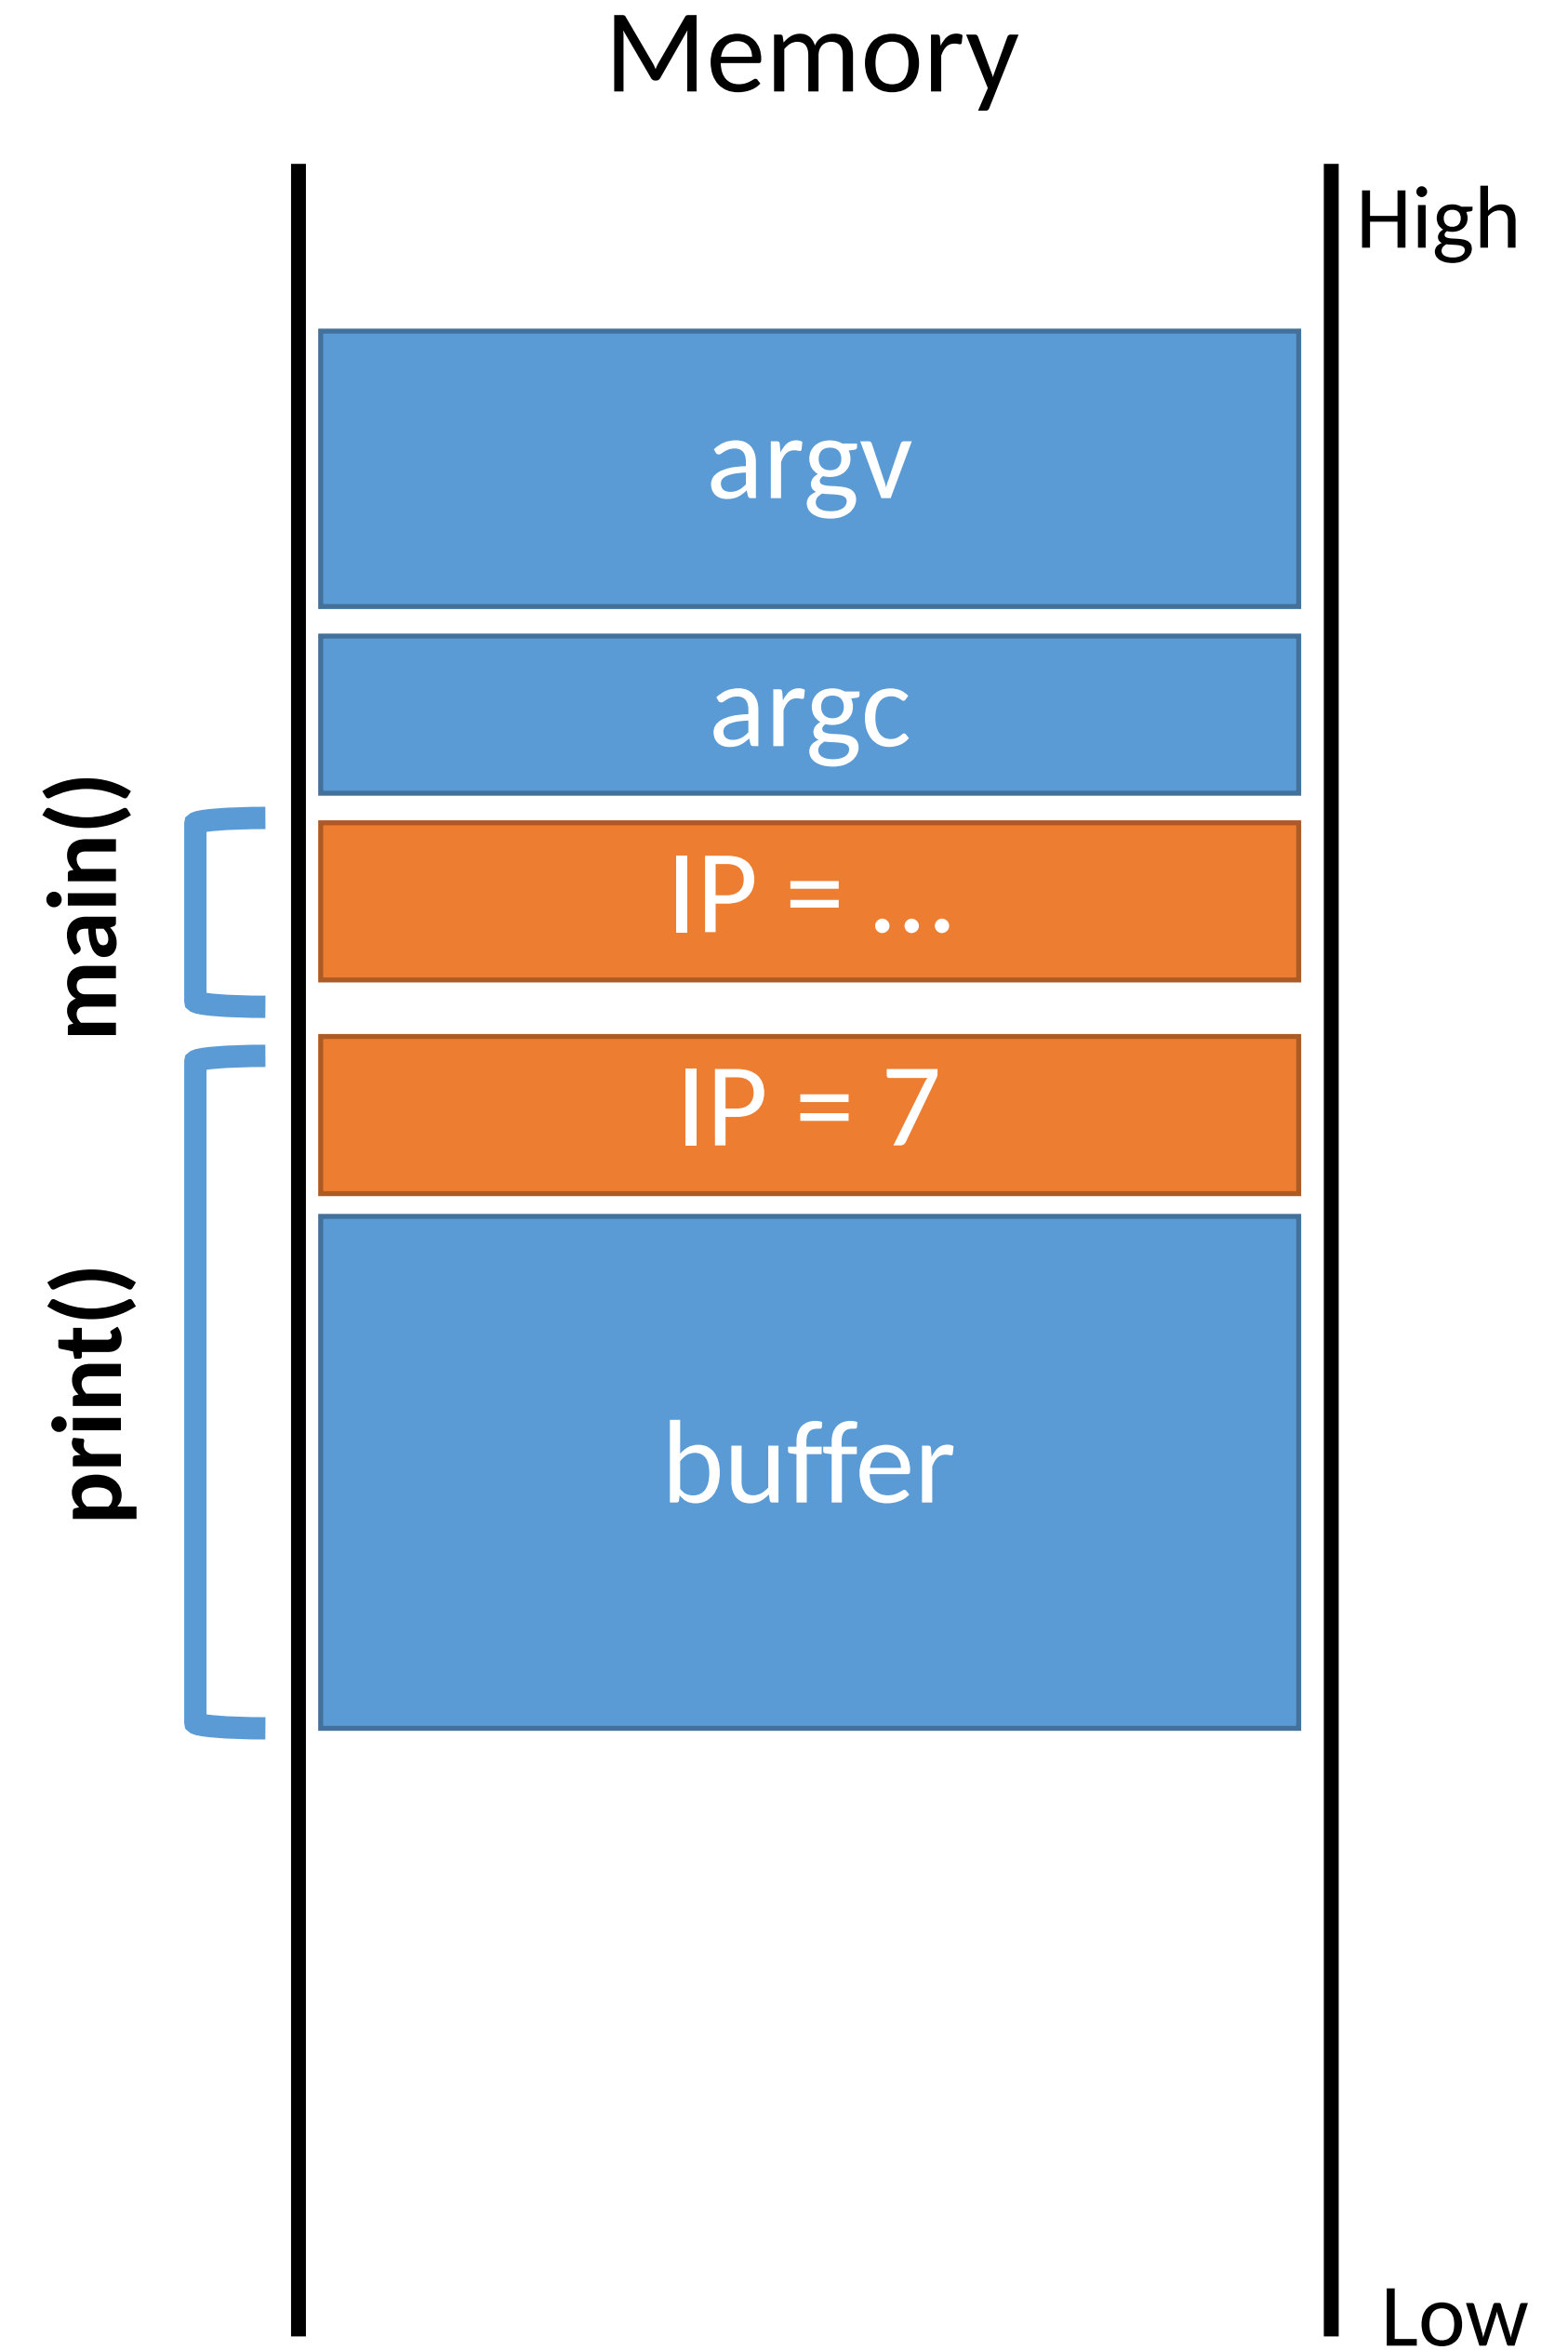 Memory
High
argv
argc
main()
IP = ...
IP = 7
print()
buffer
Low